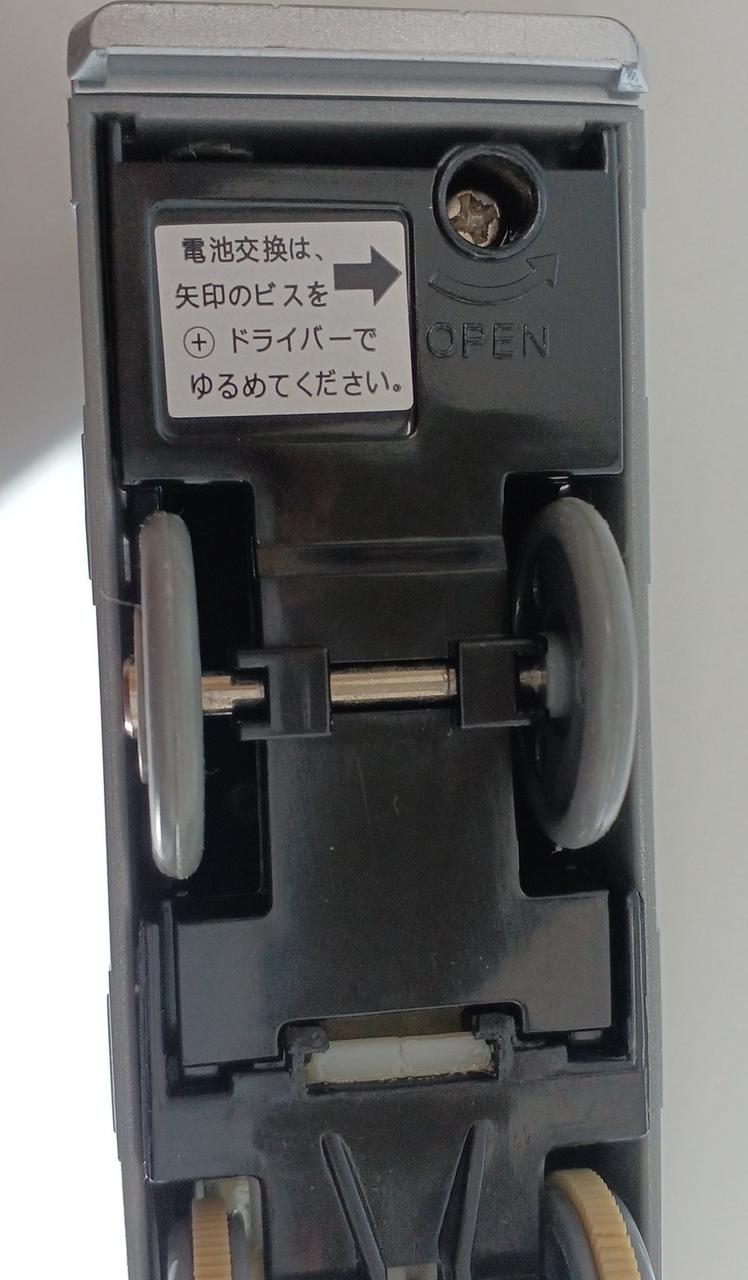 電池交換は、
矢印のビスを
⊕ ドライバーで
ゆるめてください。
OPEN